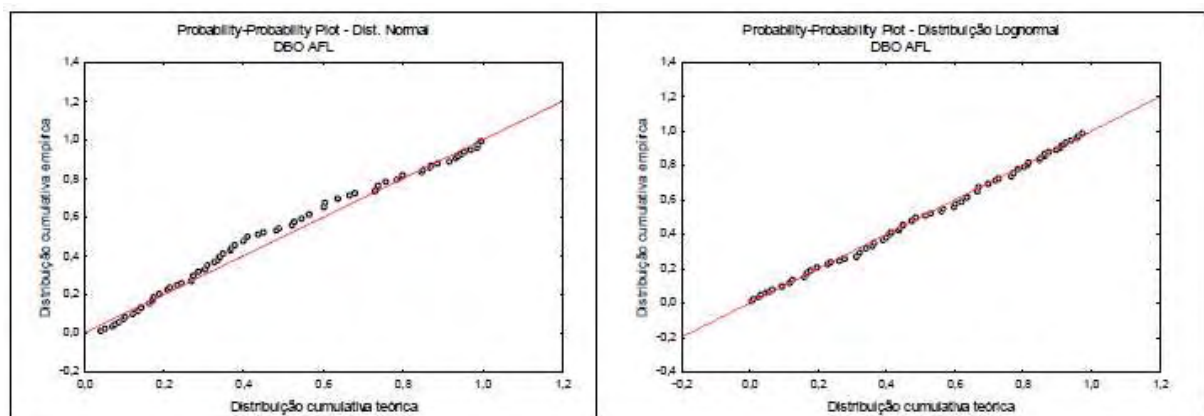 Probability-Probability Plot - Dist. Normal
DBO AFL
Distribuição cumulativa empírica
1,4
1,2
1,0
0,8
0,6
0,4
0,2
0,0
-0,2
0,0 0,2 0,4 0,6 0,8 1,0 1,2
Distribuição cumulativa teórica
Probability-Probability Plot - Distribuição Lognormal
DBO AFL
Distribuição cumulativa empírica
1,4
1,2
1,0
0,8
0,6
0,4
0,2
0,0
-0,2
-0,4
-0,2 0,0 0,2 0,4 0,6 0,8 1,0 1,2
Distribuição cumulativa teórica